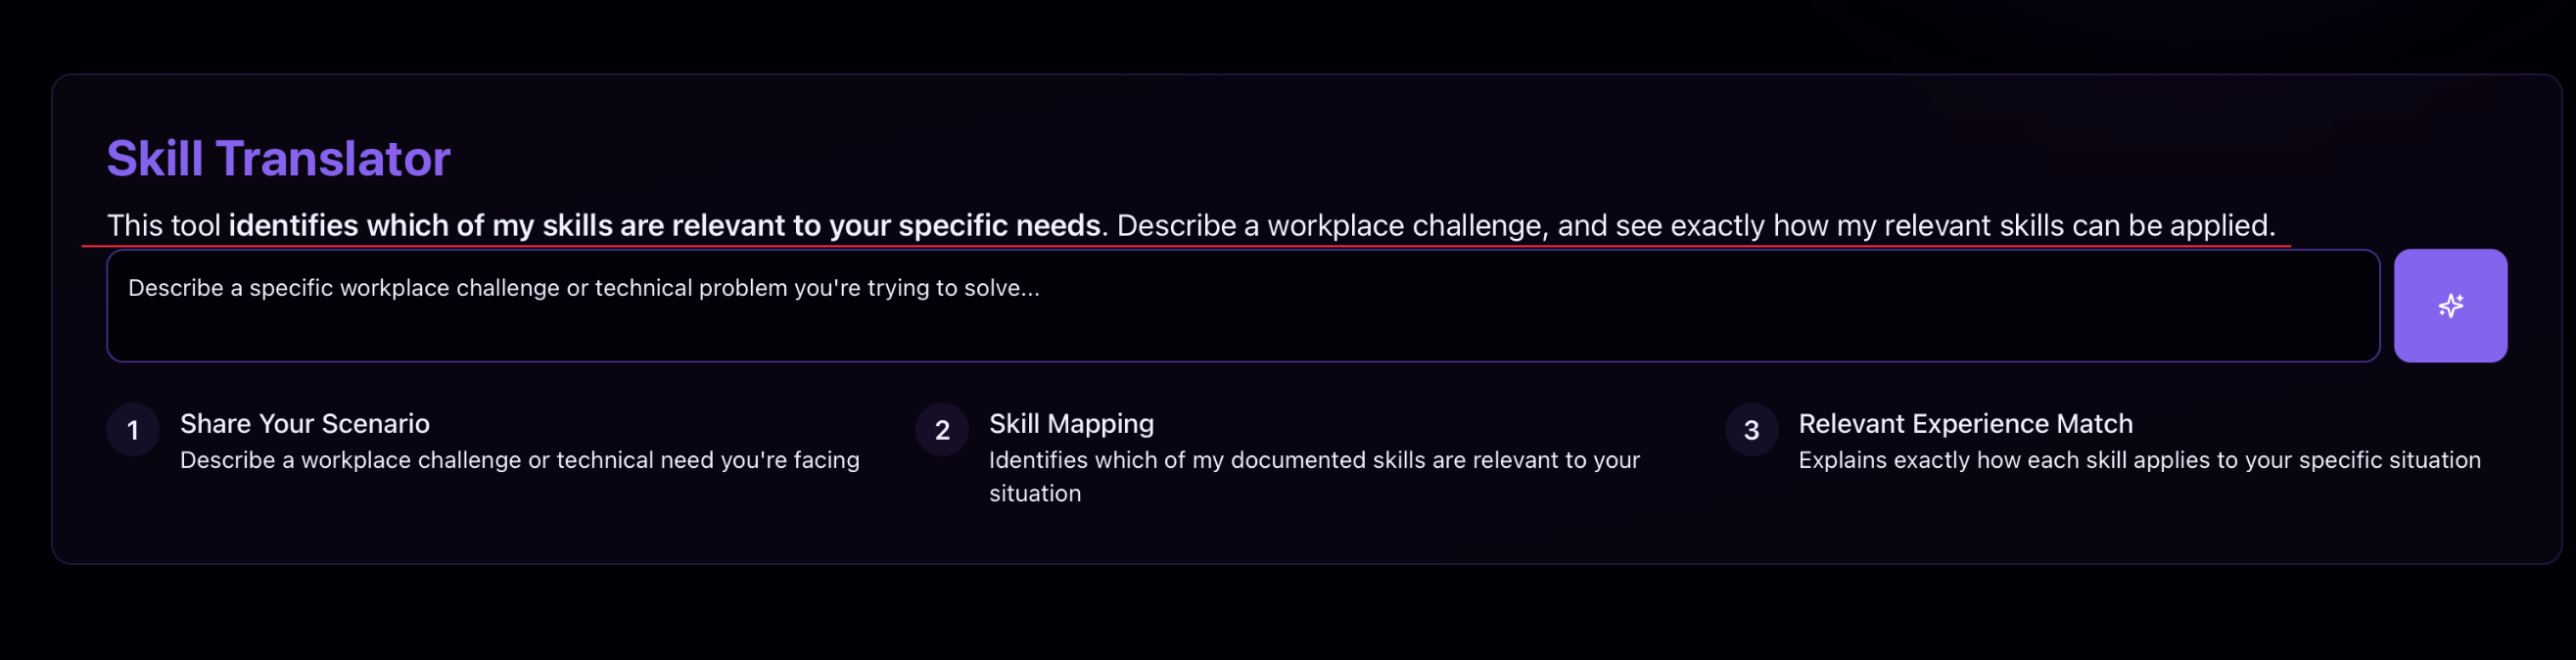 Skill Translator
This tool identifies which of my skills are relevant to your specific needs. Describe a workplace challenge, and see exactly how my relevant skills can be applied.
Describe a specific workplace challenge or technical problem you're trying to solve...
1
Share Your Scenario
Describe a workplace challenge or technical need you're facing
2
Skill Mapping
Identifies which of my documented skills are relevant to your
situation
3
Relevant Experience Match
Explains exactly how each skill applies to your specific situation